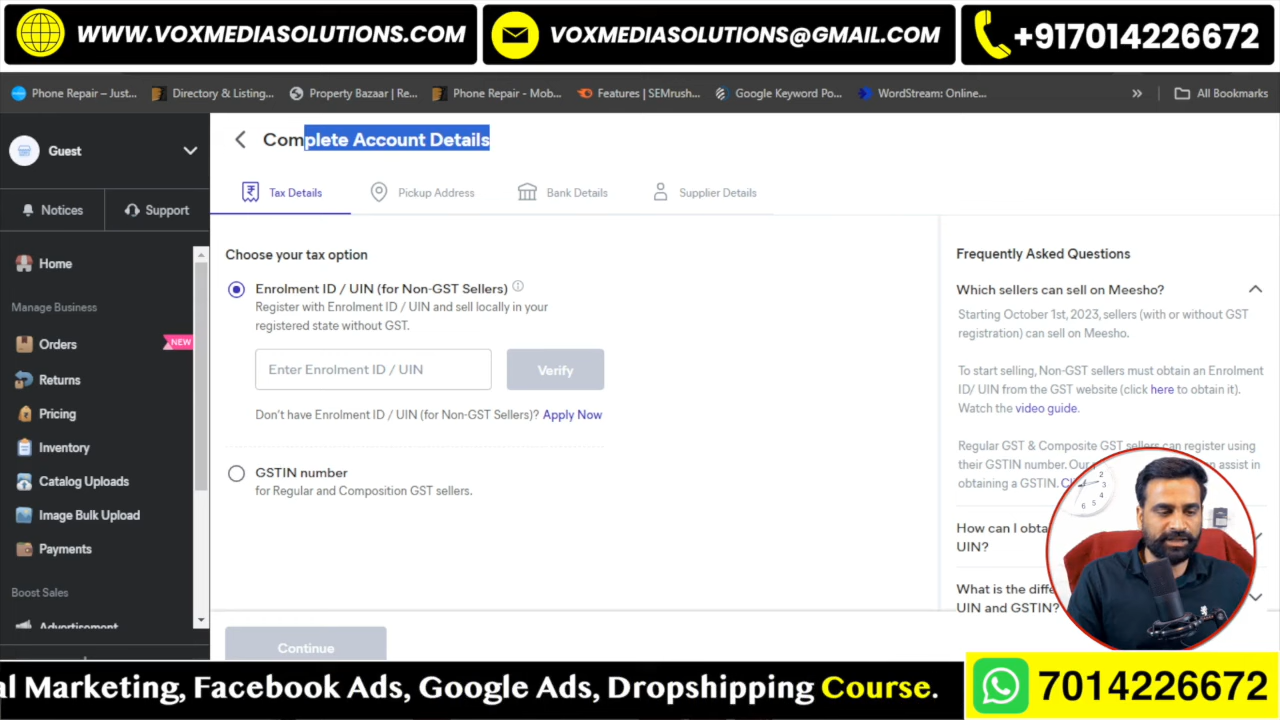 WWW.VOXMEDIASOLUTIONS.COM
VOXMEDIASOLUTIONS@GMAIL.COM
+917014226672
Phone Repair – Just...
Directory & Listing...
Property Bazaar | Re...
Phone Repair - Mob...
Features | SEMrush...
Google Keyword Po...
WordStream: Online...
»
All Bookmarks
Guest
Notices
Support
Home
Manage Business
Orders
NEW
Returns
Pricing
Inventory
Catalog Uploads
Image Bulk Upload
Payments
Boost Sales
Advertisement
Complete Account Details
Tax Details
Pickup Address
Bank Details
Supplier Details
Choose your tax option
Enrolment ID / UIN (for Non-GST Sellers)
Register with Enrolment ID / UIN and sell locally in your
registered state without GST.
Enter Enrolment ID / UIN
Verify
Don't have Enrolment ID / UIN (for Non-GST Sellers)? Apply Now
GSTIN number
for Regular and Composition GST sellers.
Continue
Frequently Asked Questions
Which sellers can sell on Meesho?
Starting October 1st, 2023, sellers (with or without GST
registration) can sell on Meesho.
To start selling, Non-GST sellers must obtain an Enrolment
ID/ UIN from the GST website (click here to obtain it).
Watch the video guide.
Regular GST & Composite GST sellers can register using
their GSTIN number. Our an assist in
obtaining a GSTIN.
How can I obta
UIN?
What is the diffe
UIN and GSTIN?
al Marketing, Facebook Ads, Google Ads, Dropshipping Course.
7014226672